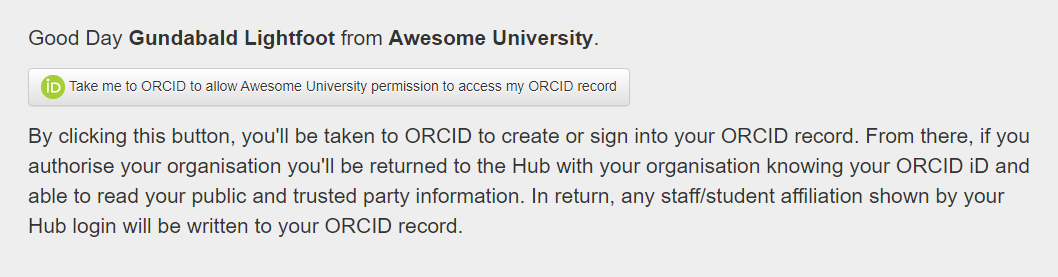 Good Day Gundabald Lightfoot from Awesome University.
iD Take me to ORCID to allow Awesome University permission to access my ORCID record
By clicking this button, you'll be taken to ORCID to create or sign into your ORCID record. From there, if you
authorise your organisation you'll be returned to the Hub with your organisation knowing your ORCID iD and
able to read your public and trusted party information. In return, any staff/student affiliation shown by your
Hub login will be written to your ORCID record.